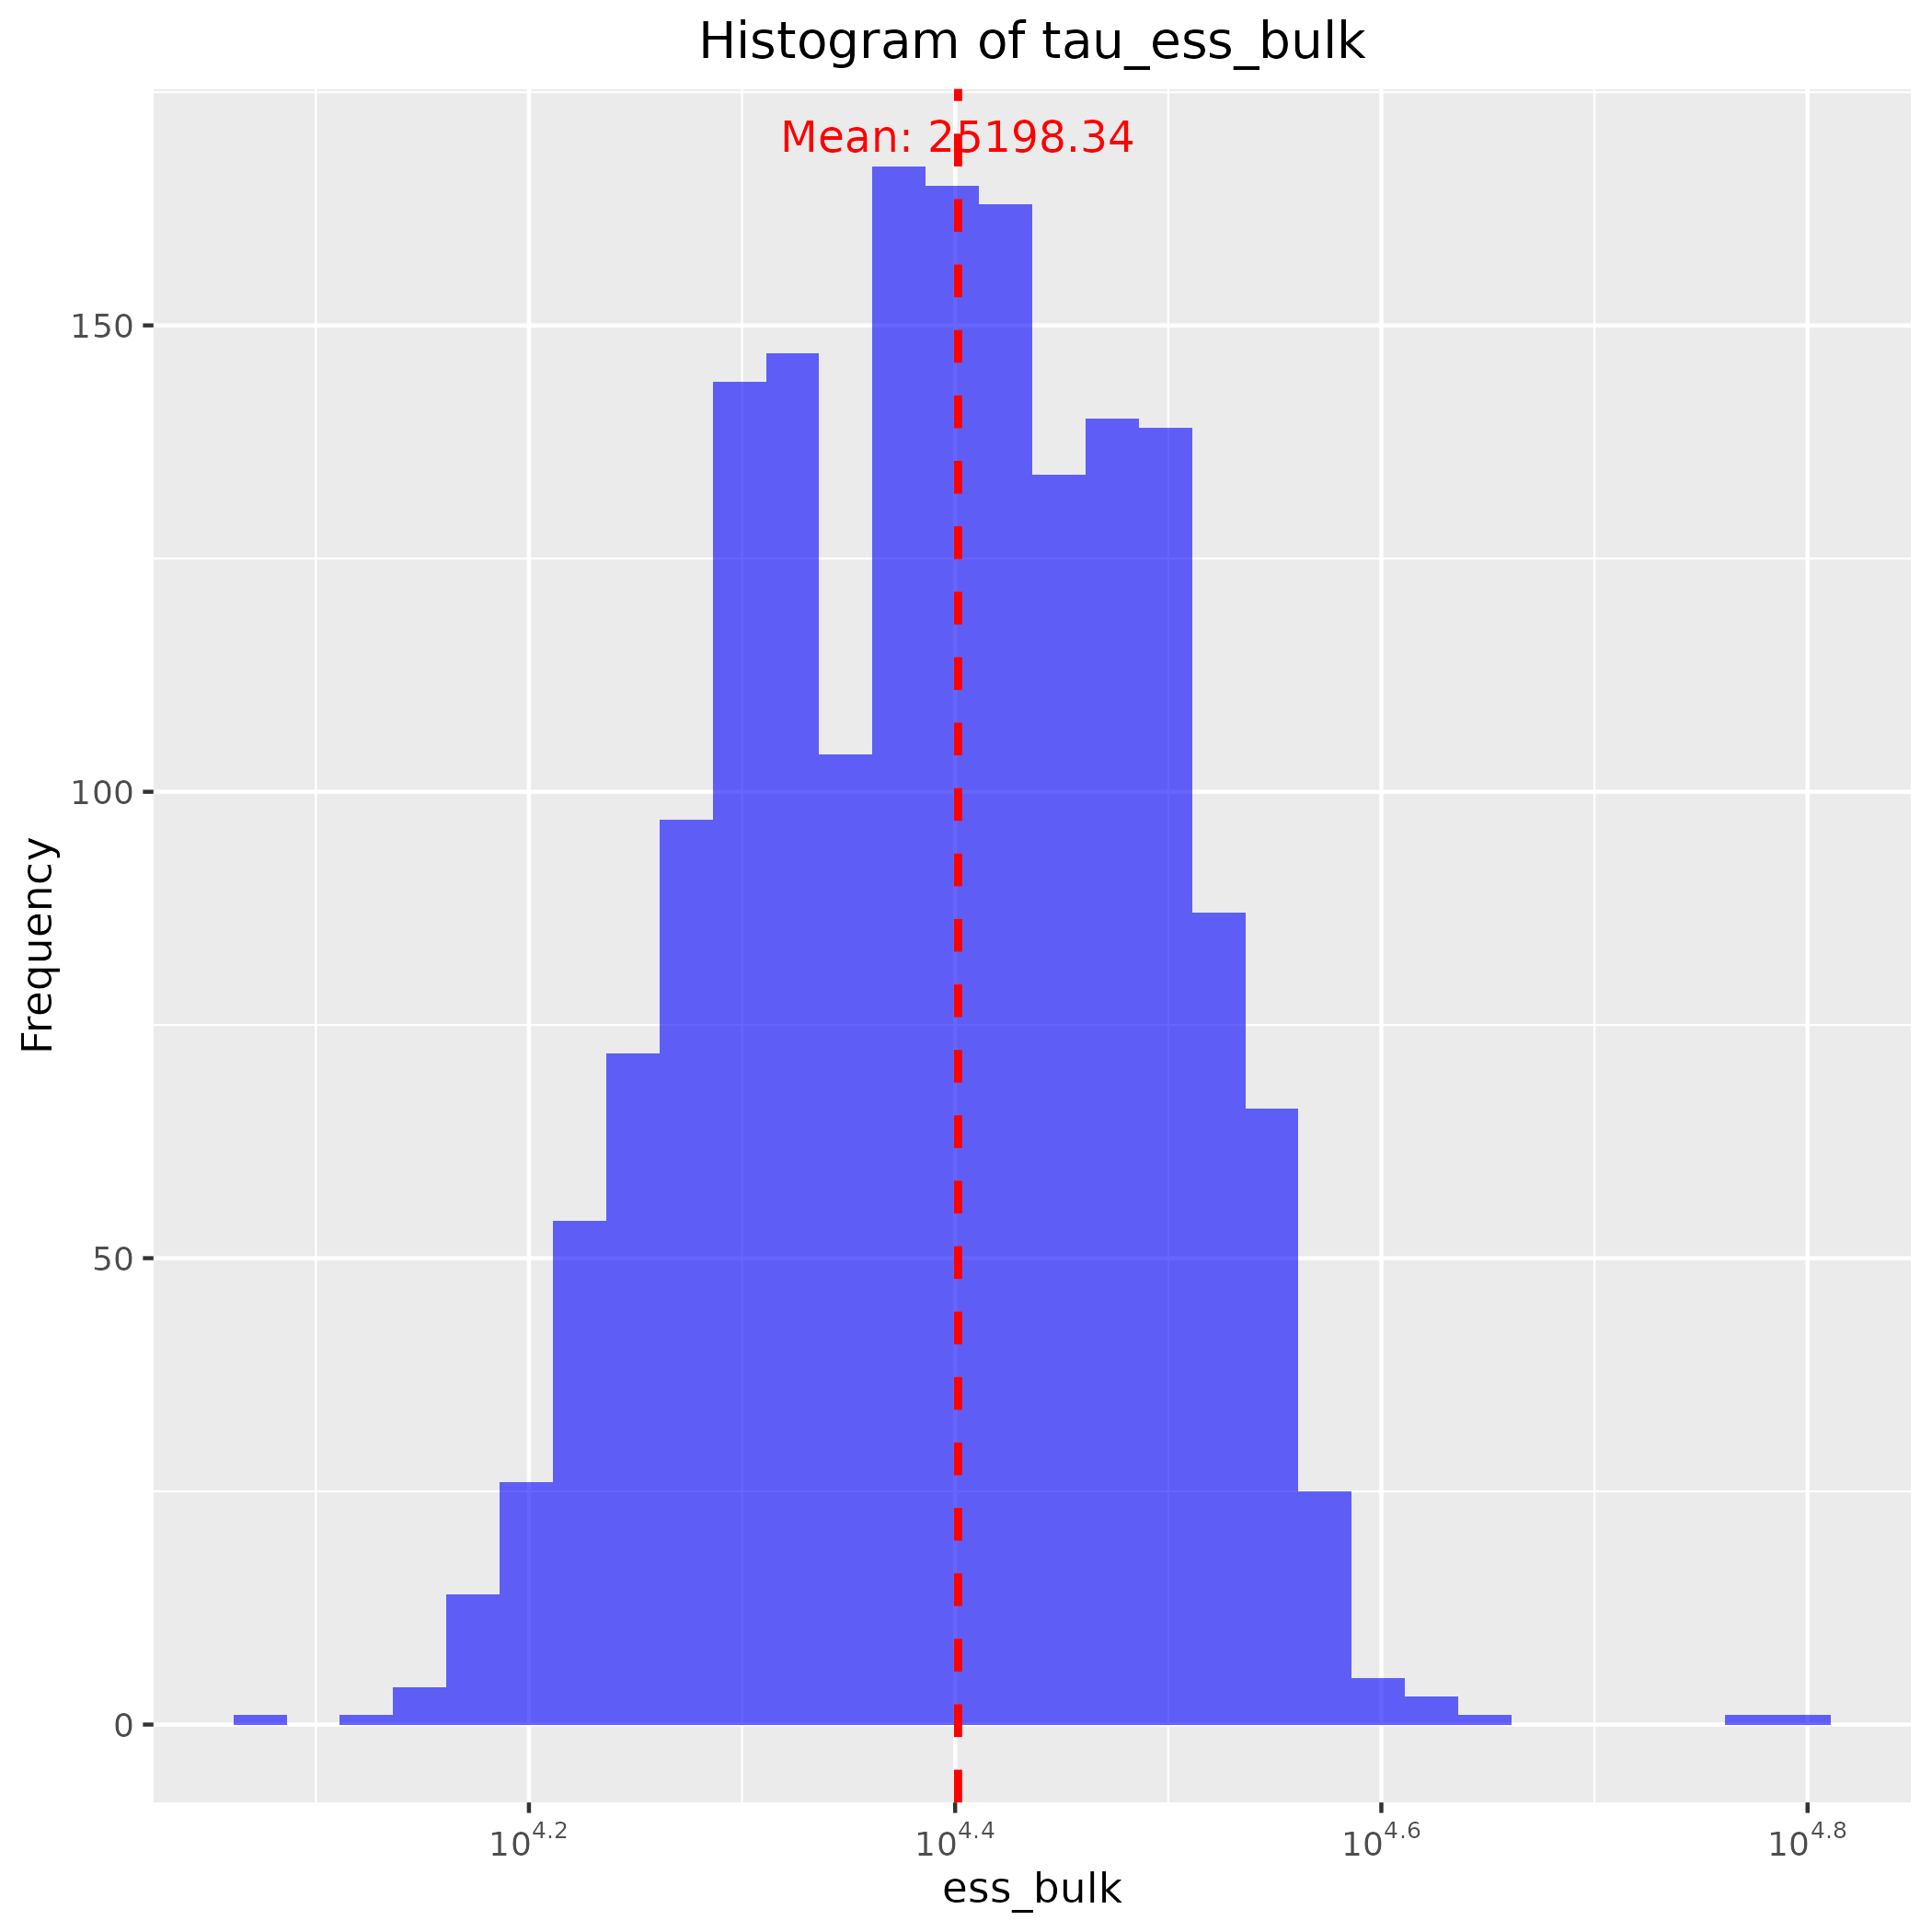 Histogram of tau_ess_bulk
Mean: 25198.34
150
100
50
0
Frequency
10^4.2 10^4.4 10^4.6 10^4.8
ess_bulk